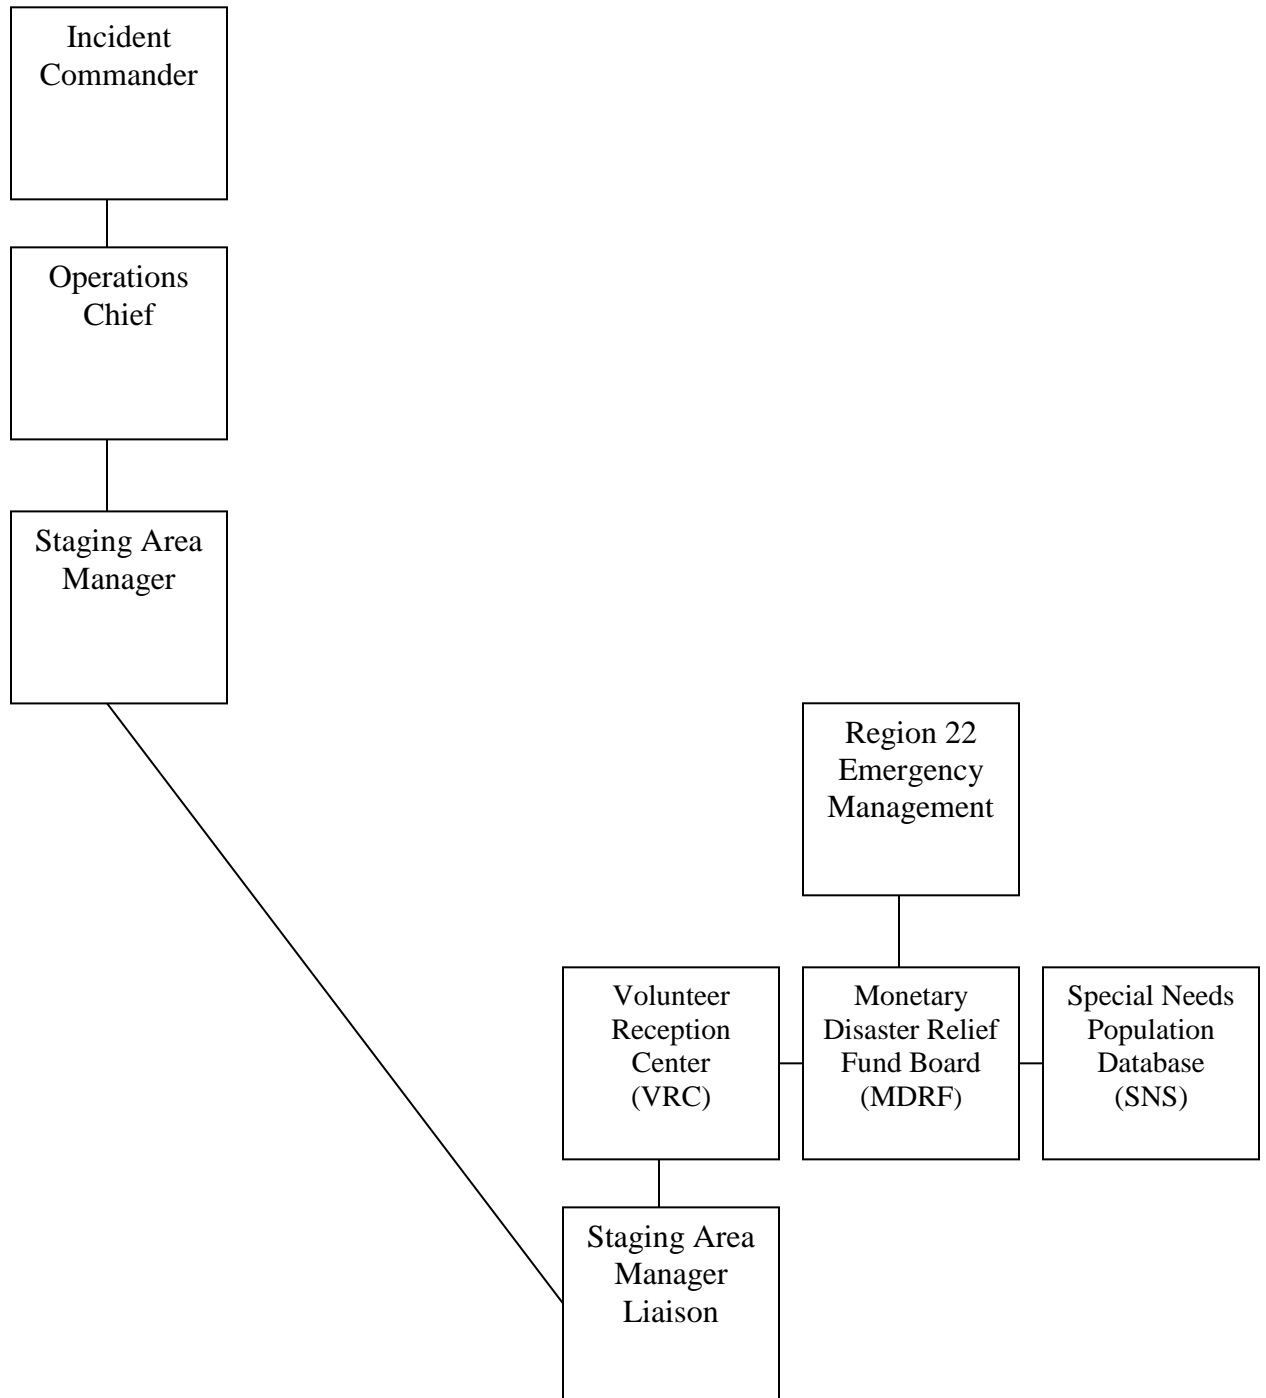 Incident
Commander
Operations
Chief
Staging Area
Manager
Region 22
Emergency
Management
Volunteer
Reception
Center
(VRC)
Monetary
Disaster Relief
Fund Board
(MDRF)
Special Needs
Population
Database
(SNS)
Staging Area
Manager
Liaison